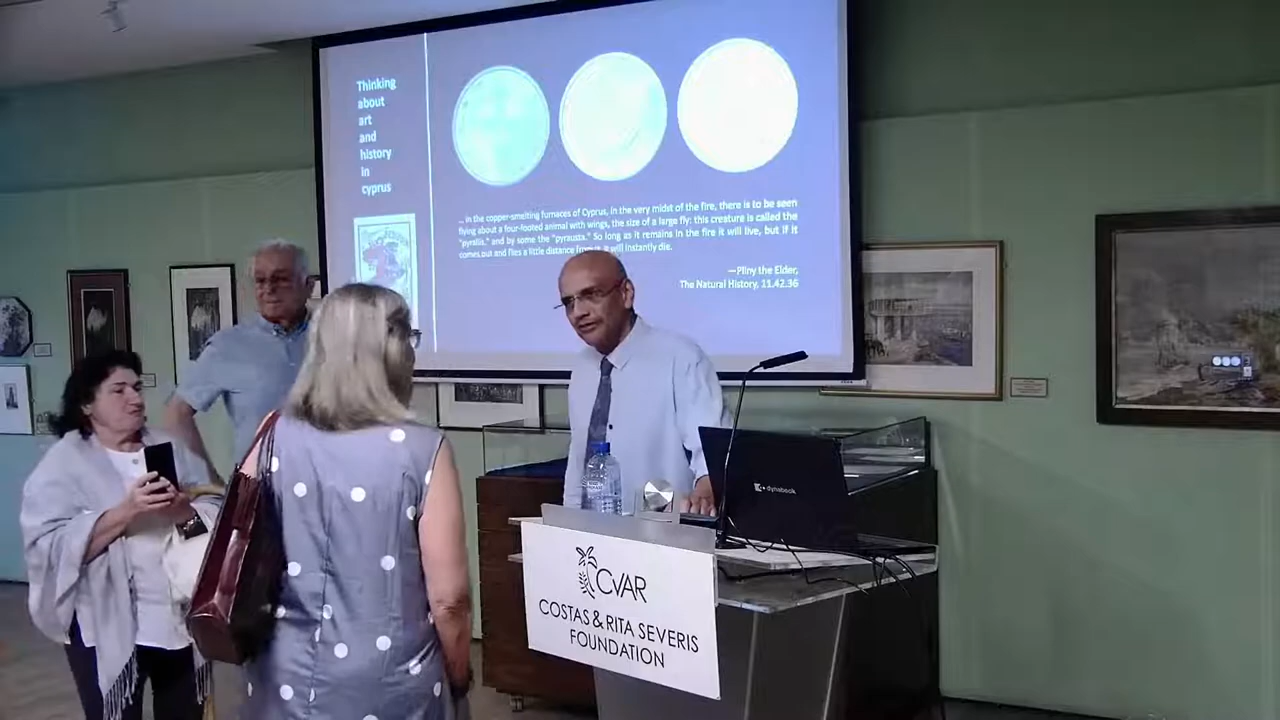 Thinking
about
art
and
history
in
cyprus
... in the copper-smelting furnaces of Cyprus, in the very midst of the fire, there is to be seen
flying about a four-footed animal with wings, the size of a large fly: this creature is called the
"pyrallis," and by some the "pyrausta." So long as it remains in the fire it will live, but if it
comes out and flies a little distance from it will instantly die.
—Pliny the Elder,
The Natural History, 11.42.36
dynabook
CVAR
COSTAS & RITA SEVERIS
FOUNDATION